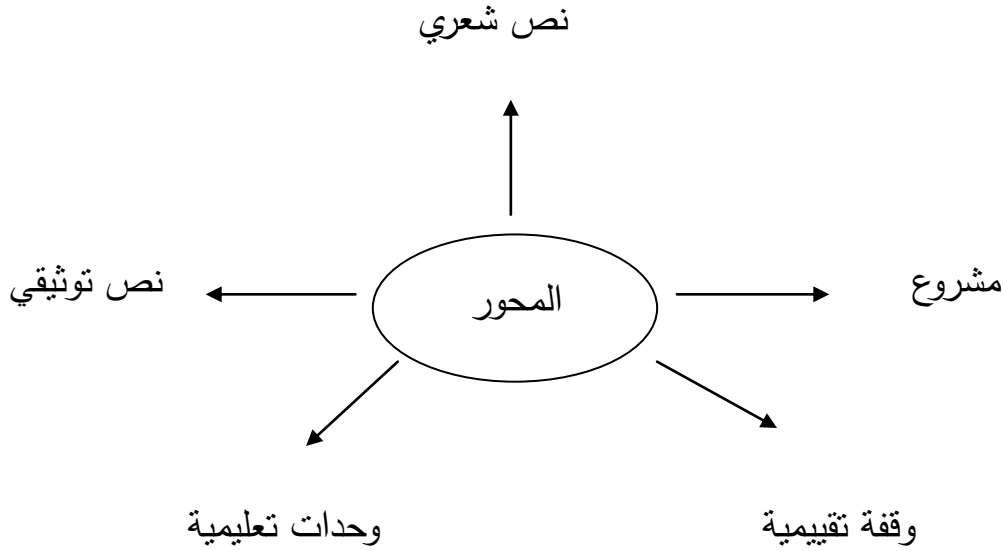 نص شعري
مشروع
المحور
نص توثيقي
وقفة تقييمية
وحدات تعليمية